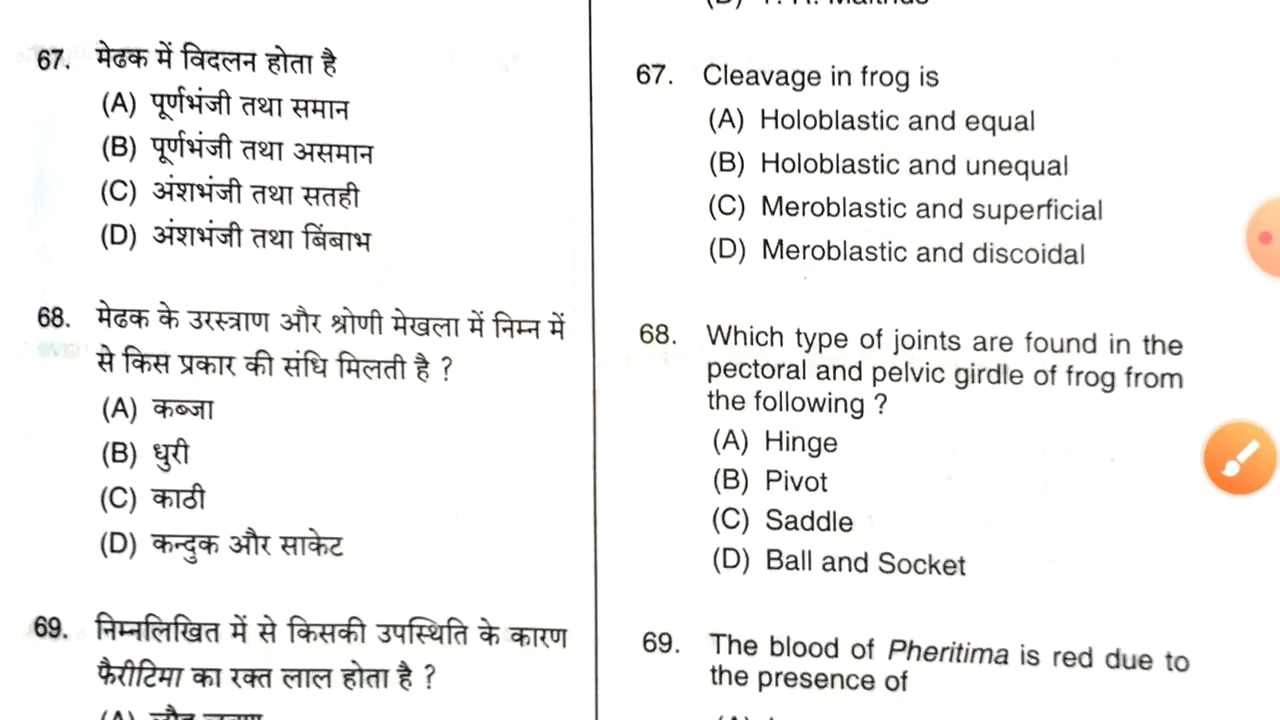 67. मेढक में विदलन होता है
(A) पूर्णभंजी तथा समान
(B) पूर्णभंजी तथा असमान
(C) अंशभंजी तथा सतही
(D) अंशभंजी तथा बिंबाभ
68. मेढक के उरस्त्राण और श्रोणी मेखला में निम्न में
से किस प्रकार की संधि मिलती है ?
(A) कब्जा
(B) धुरी
(C) काठी
(D) कन्दुक और साकेट
69. निम्नलिखित में से किसकी उपस्थिति के कारण
फैरीटिमा का रक्त लाल होता है ?
67. Cleavage in frog is
(A) Holoblastic and equal
(B) Holoblastic and unequal
(C) Meroblastic and superficial
(D) Meroblastic and discoidal
68. Which type of joints are found in the
pectoral and pelvic girdle of frog from
the following ?
(A) Hinge
(B) Pivot
(C) Saddle
(D) Ball and Socket
69. The blood of Pheritima is red due to
the presence of